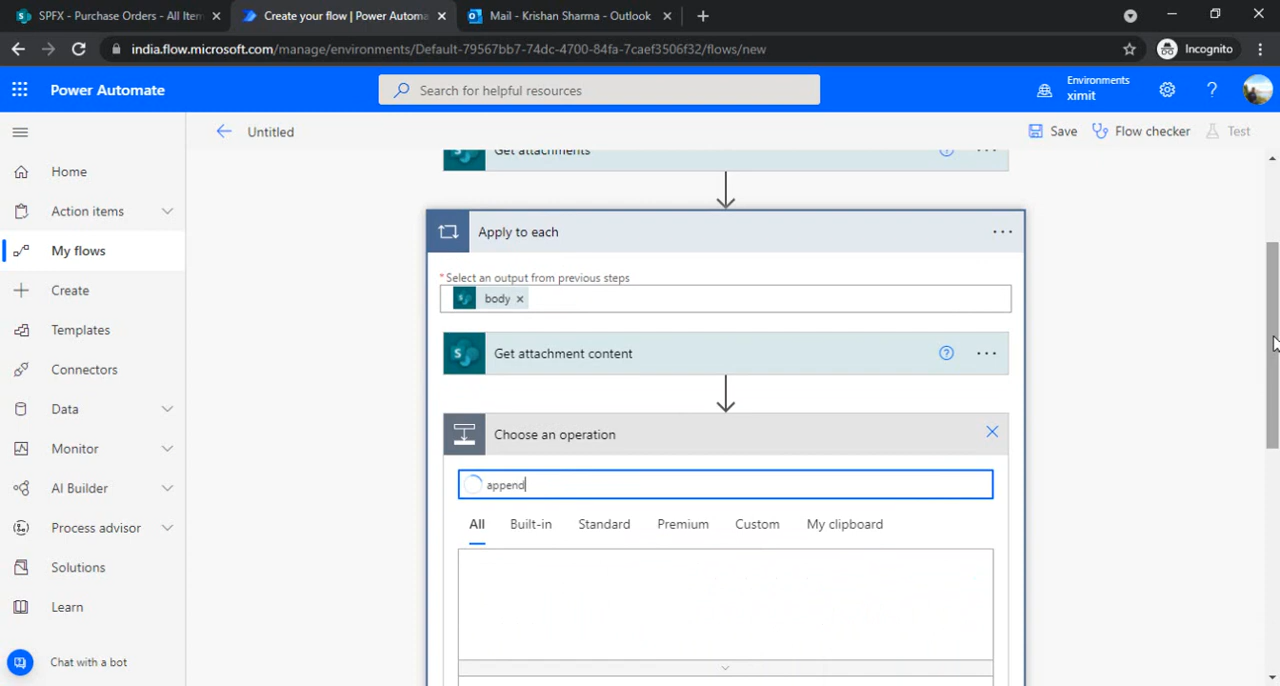 SPFX - Purchase Orders - All Item
Create your flow | Power Automa
Mail - Krishan Sharma - Outlook
india.flow.microsoft.com/manage/environments/Default-79567bb7-74dc-4700-84fa-7caef3506f32/flows/new
Incognito
Power Automate
Search for helpful resources
Environments
ximit
Untitled
Save
Flow checker
Test
Home
Action items
My flows
Create
Templates
Connectors
Data
Monitor
AI Builder
Process advisor
Solutions
Learn
Chat with a bot
Get attachments
Apply to each
* Select an output from previous steps
body
Get attachment content
Choose an operation
append
All
Built-in
Standard
Premium
Custom
My clipboard